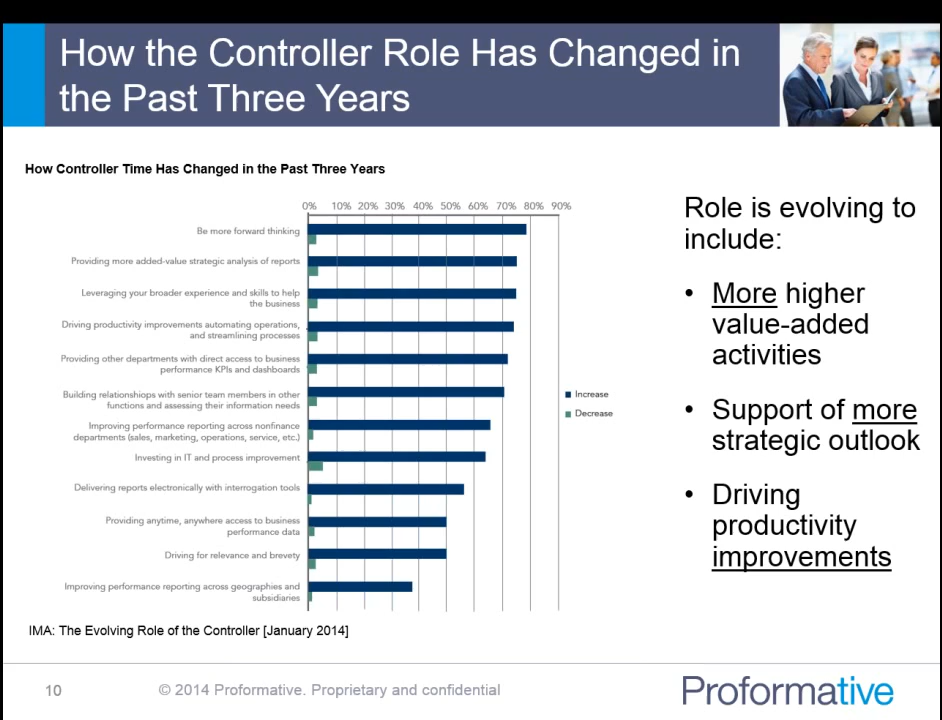 How the Controller Role Has Changed in
the Past Three Years
How Controller Time Has Changed in the Past Three Years
0% 10% 20% 30% 40% 50% 60% 70% 80% 90%
Be more forward thinking
Providing more added-value strategic analysis of reports
Leveraging your broader experience and skills to help
the business
Driving productivity improvements automating operations,
and streamlining processes
Providing other departments with direct access to business
performance KPIs and dashboards
Building relationshiops with senior team members in other
functions and assessing their information needs
Improving performance reporting across nonfinance
departments (sales, marketing, operations, service, etc.)
Investing in IT and process improvement
Delivering reports electronically with interrogation tools
Providing anytime, anywhere access to business
performance data
Driving for relevance and brevety
Improving performance reporting across geographies and
subsidiaries
Increase
Decrease
IMA: The Evolving Role of the Controller [January 2014]
Role is evolving to
include:
• More higher
value-added
activities
• Support of more
strategic outlook
• Driving
productivity
improvements
10
© 2014 Proformative. Proprietary and confidential
Proformative